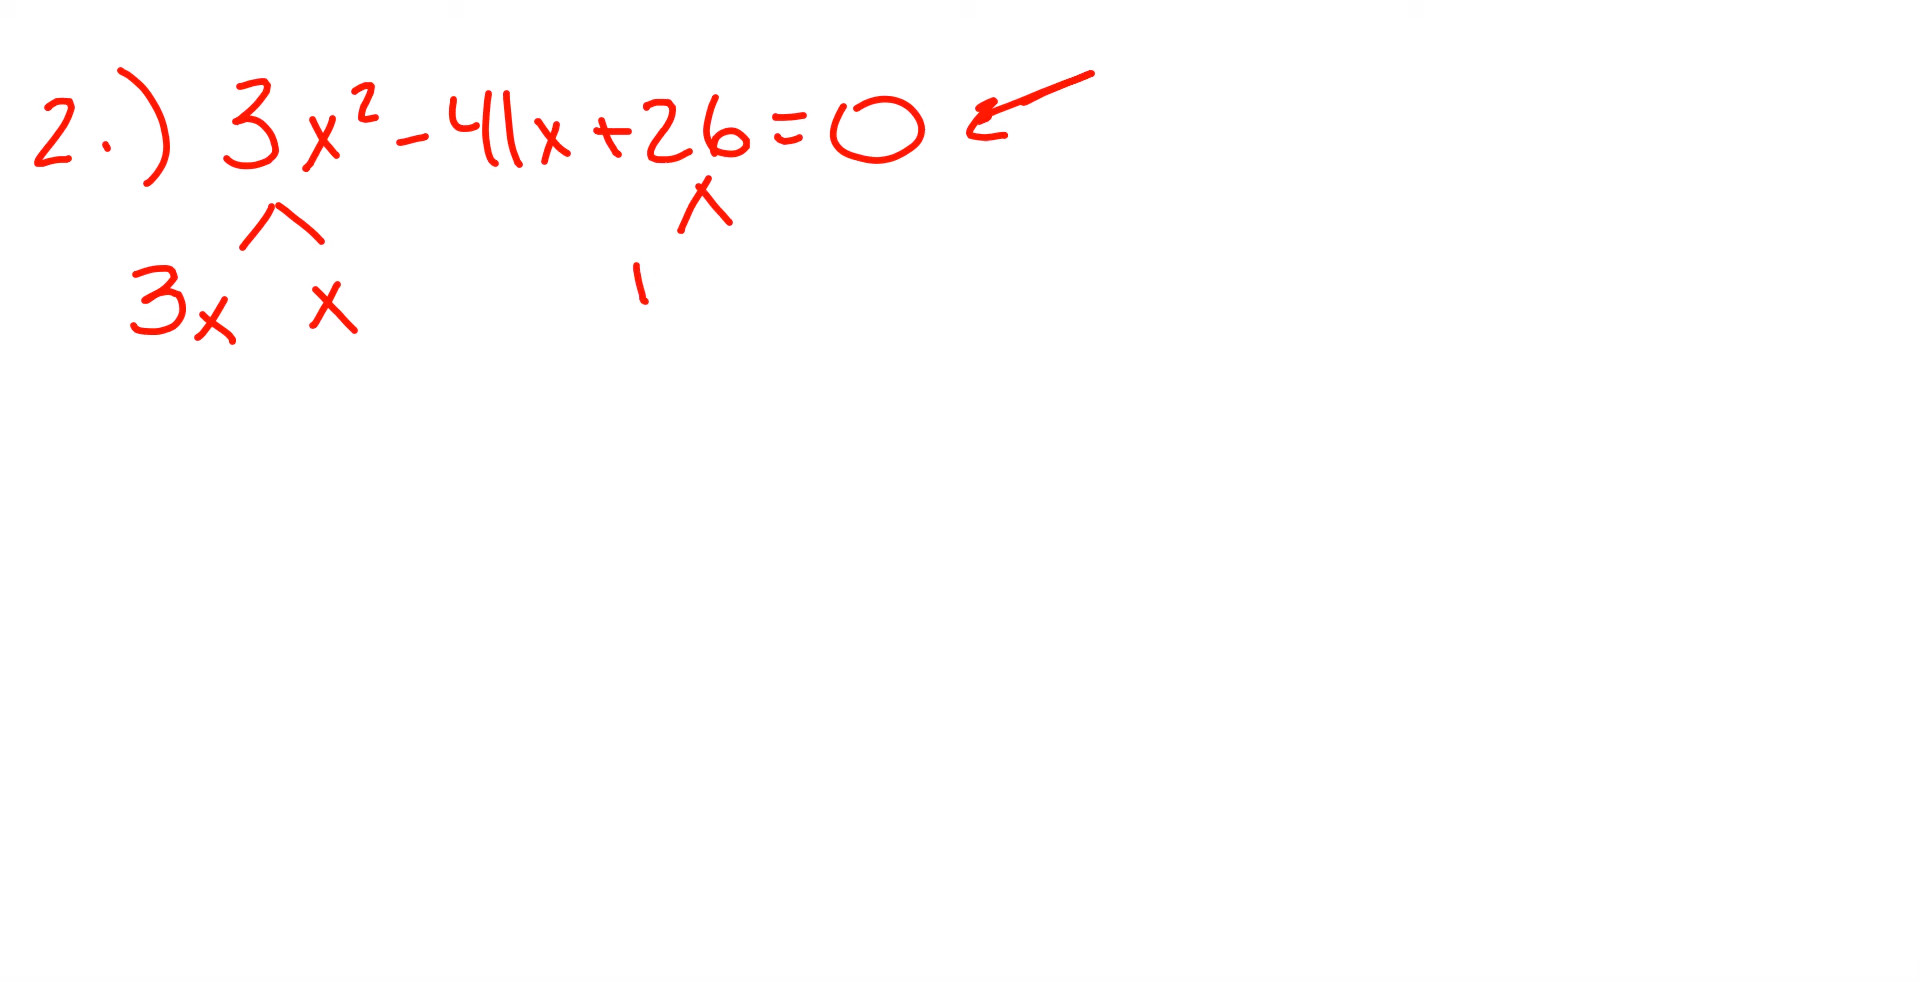 2.) 3x² - 41x + 26 = 0
3x x 1